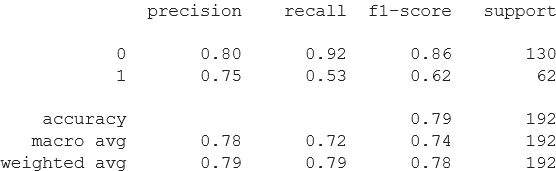 precision recall f1-score support
0 0.80 0.92 0.86 130
1 0.75 0.53 0.62 62
accuracy 0.79 192
macro avg 0.78 0.72 0.74 192
weighted avg 0.79 0.79 0.78 192